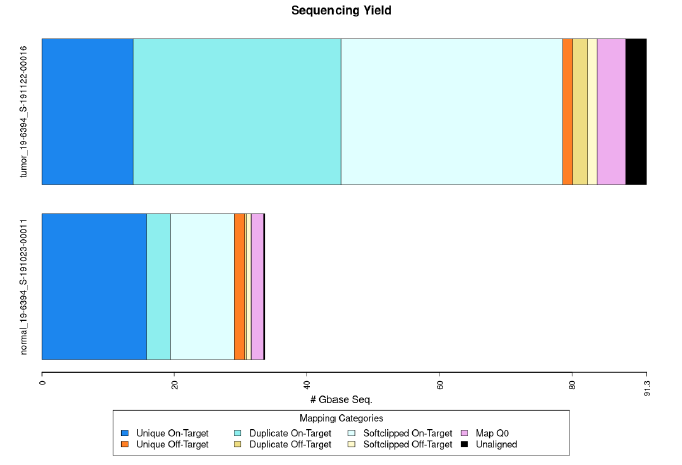 Sequencing Yield
tumor_19-6394_S-191122-00016
normal_19-6394_S-191023-00011
0 20 40 60 80 91.3
# Gbase Seq.
Mapping Categories
Unique On-Target Duplicate On-Target Softclipped On-Target Map Q0
Unique Off-Target Duplicate Off-Target Softclipped Off-Target Unaligned